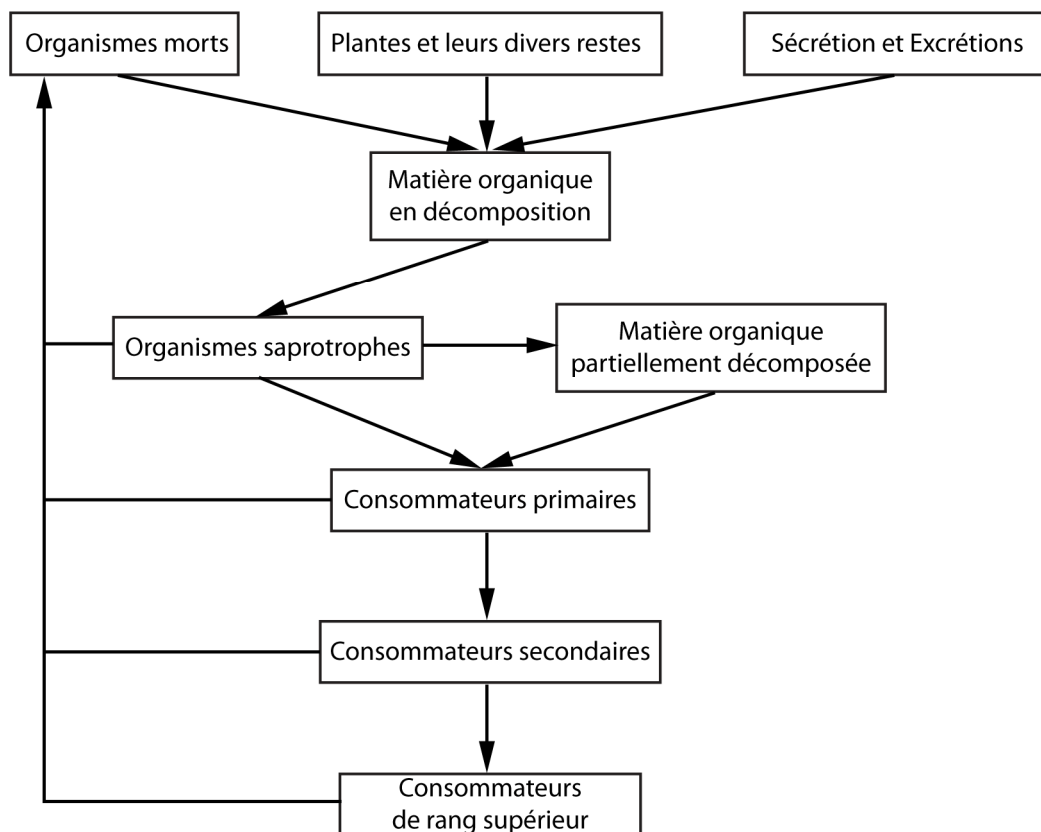 Organismes morts
Plantes et leurs divers restes
Sécrétion et Excrétions
Matière organique
en décomposition
Organismes saprotrophes
Matière organique
partiellement décomposée
Consommateurs primaires
Consommateurs secondaires
Consommateurs
de rang supérieur